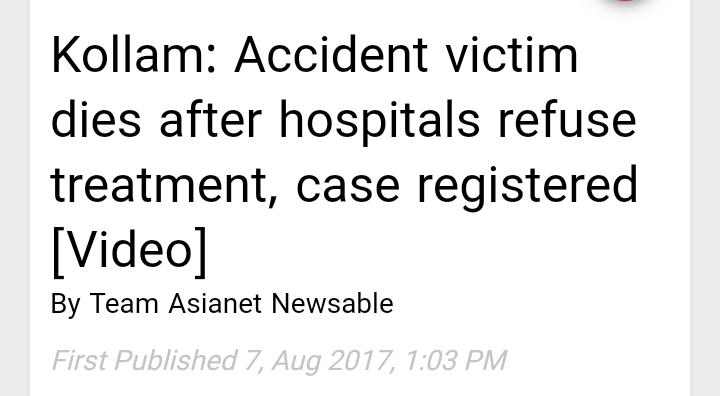 Kollam: Accident victim
dies after hospitals refuse
treatment, case registered
[Video]
By Team Asianet Newsable
First Published 7, Aug 2017, 1:03 PM